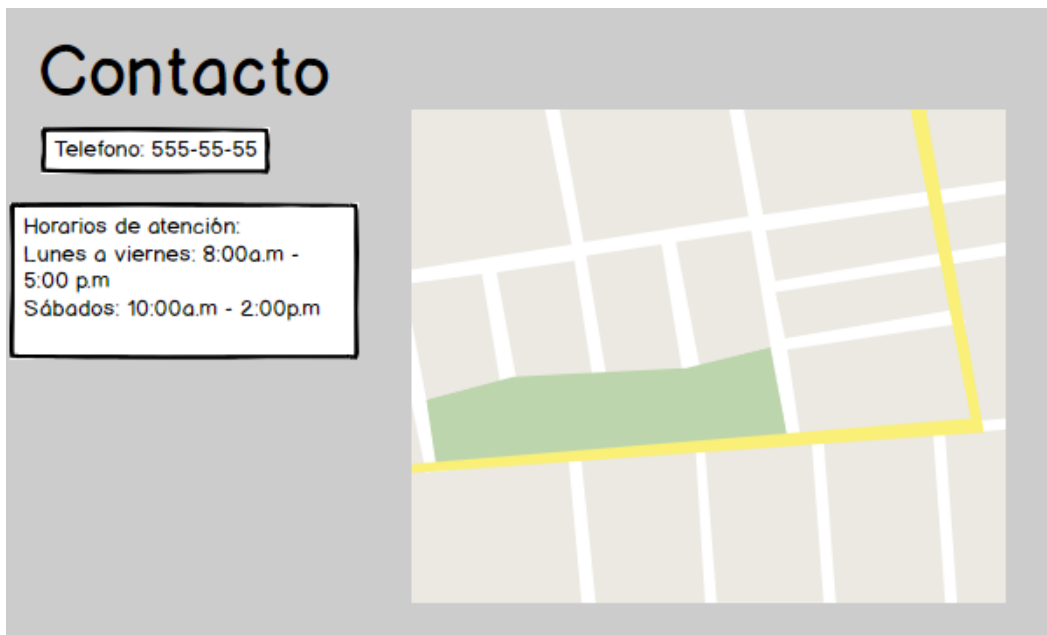 Contacto
Telefono: 555-55-55
Horarios de atención:
Lunes a viernes: 8:00a.m -
5:00 p.m
Sábados: 10:00a.m - 2:00p.m